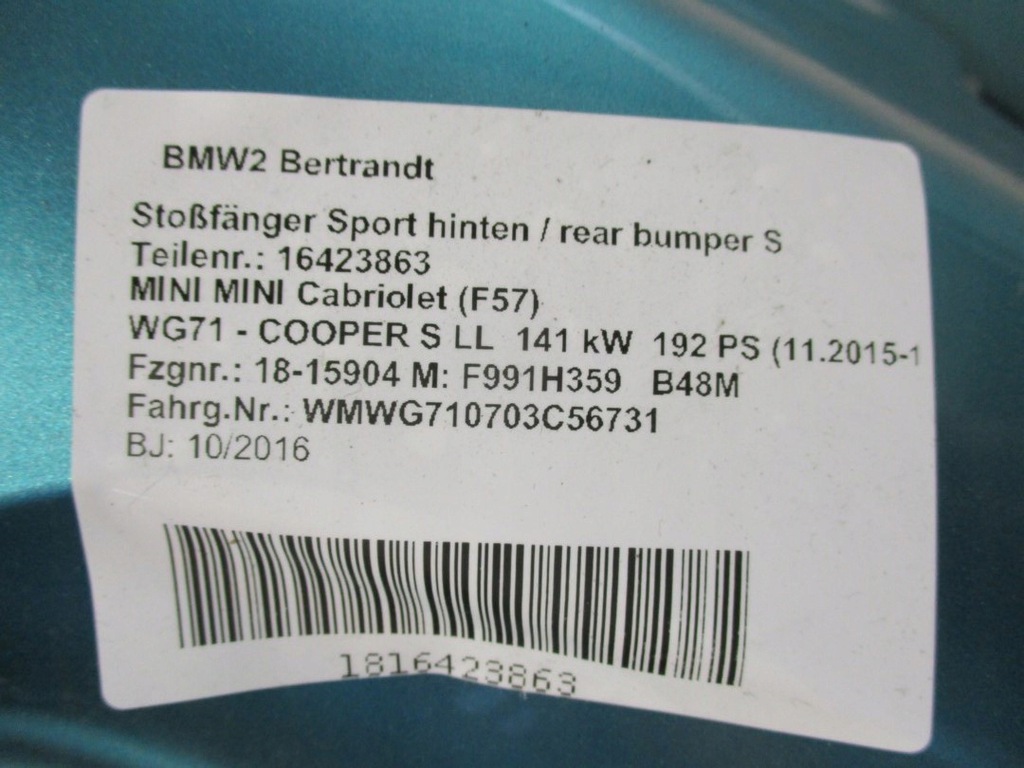 BMW2 Bertrandt
Stoßfänger Sport hinten / rear bumper S
Teilenr.: 16423863
MINI MINI Cabriolet (F57)
WG71 - COOPER S LL 141 kW 192 PS (11.2015-1
Fzgnr.: 18-15904 M: F991H359 B48M
Fahrg.Nr.: WMWG710703C56731
BJ: 10/2016
1816423863